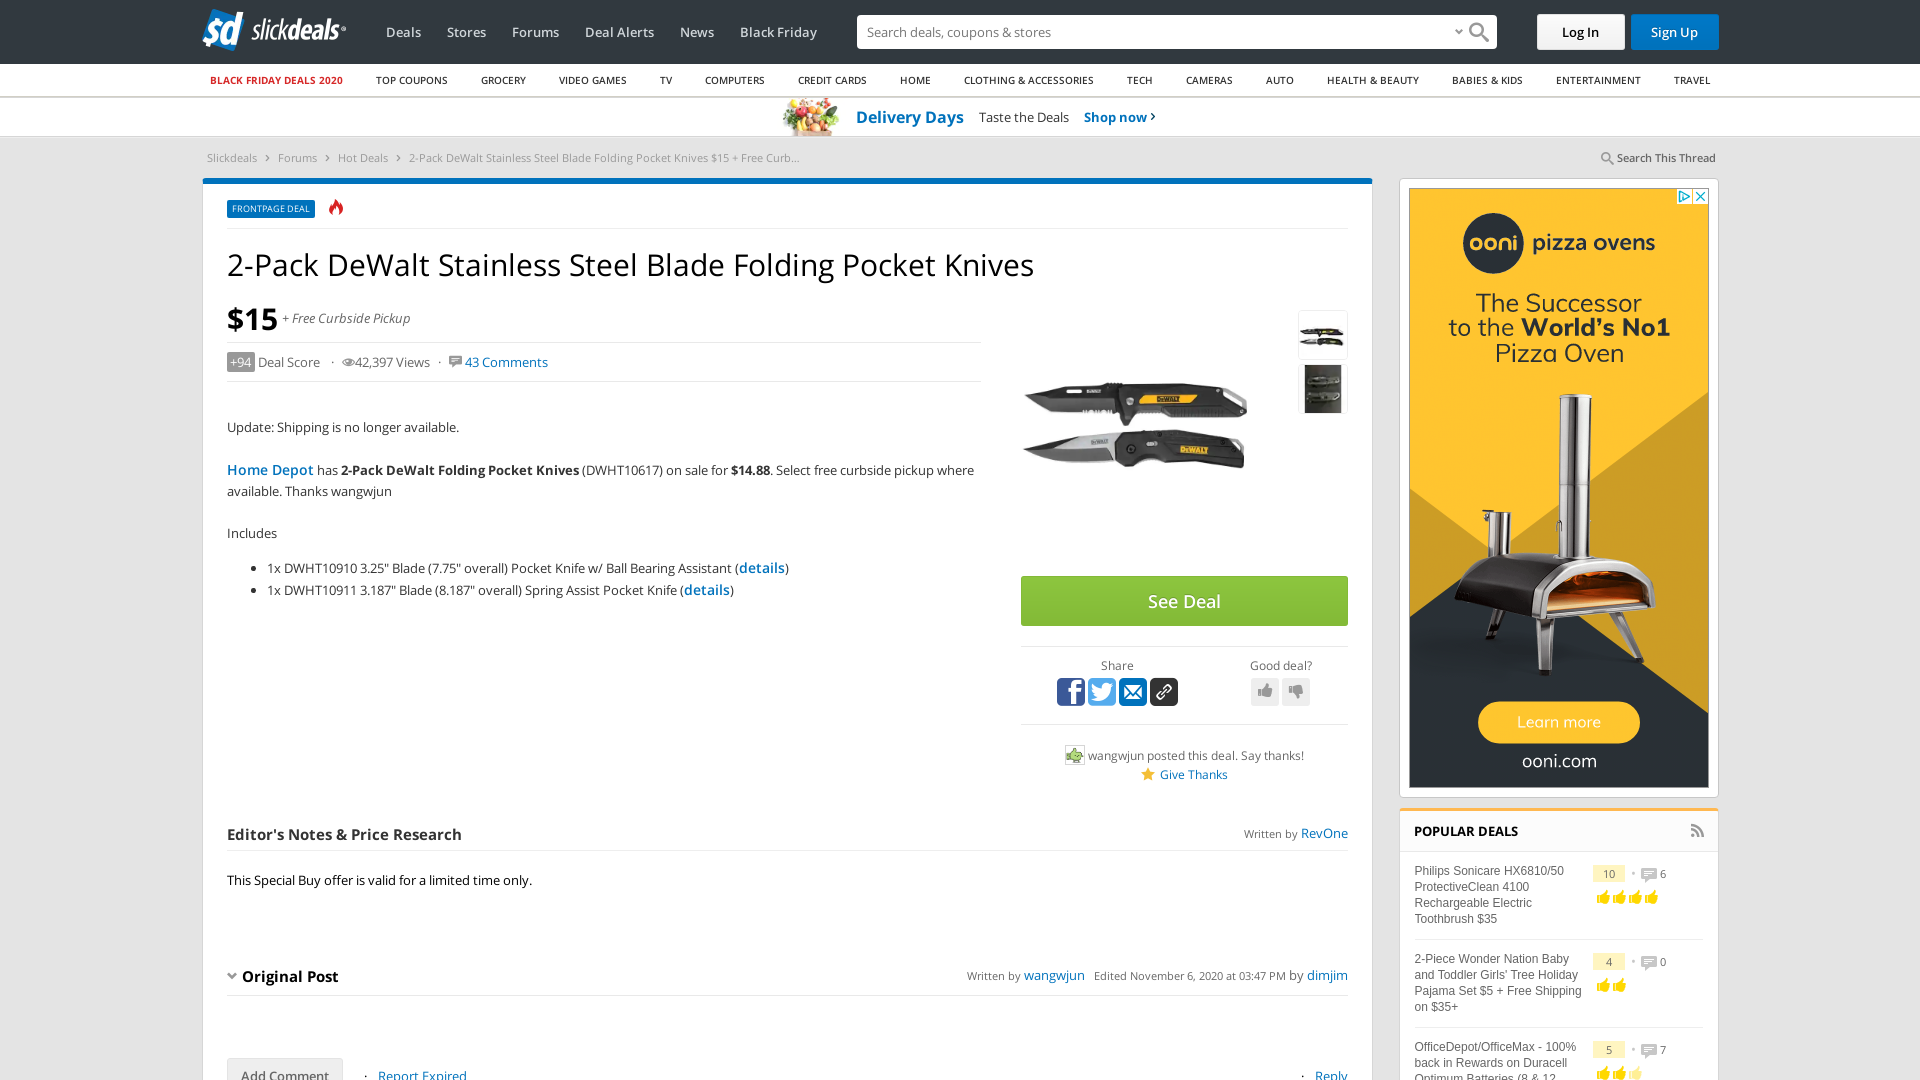 sd slickdeals
Deals Stores Forums Deal Alerts News Black Friday
Search deals, coupons & stores
Log In
Sign Up
BLACK FRIDAY DEALS 2020 TOP COUPONS GROCERY VIDEO GAMES TV COMPUTERS CREDIT CARDS HOME CLOTHING & ACCESSORIES TECH CAMERAS AUTO HEALTH & BEAUTY BABIES & KIDS ENTERTAINMENT TRAVEL
Delivery Days Taste the Deals Shop now
Slickdeals Forums Hot Deals 2-Pack DeWalt Stainless Steel Blade Folding Pocket Knives $15 + Free Curb...
Search This Thread
FRONTPAGE DEAL
2-Pack DeWalt Stainless Steel Blade Folding Pocket Knives
$15 + Free Curbside Pickup
+94 Deal Score · 42,397 Views · 43 Comments
Update: Shipping is no longer available.
Home Depot has 2-Pack DeWalt Folding Pocket Knives (DWHT10617) on sale for $14.88. Select free curbside pickup where
available. Thanks wangwjun
Includes
1x DWHT10910 3.25" Blade (7.75" overall) Pocket Knife w/ Ball Bearing Assistant (details)
1x DWHT10911 3.187" Blade (8.187" overall) Spring Assist Pocket Knife (details)
DEWALT
DEWALT
See Deal
Share
Good deal?
wangwjun posted this deal. Say thanks!
Give Thanks
Editor's Notes & Price Research
Written by RevOne
This Special Buy offer is valid for a limited time only.
Original Post
Written by wangwjun Edited November 6, 2020 at 03:47 PM by dimjim
Add Comment
· Report Expired
· Reply
ooni pizza ovens
The Successor
to the World's No1
Pizza Oven
Learn more
ooni.com
POPULAR DEALS
Philips Sonicare HX6810/50
ProtectiveClean 4100
Rechargeable Electric
Toothbrush $35
10 • 6
2-Piece Wonder Nation Baby
and Toddler Girls' Tree Holiday
Pajama Set $5 + Free Shipping
on $35+
4 • 0
OfficeDepot/OfficeMax - 100%
back in Rewards on Duracell
Optimum Batteries (8 & 12
5 • 7